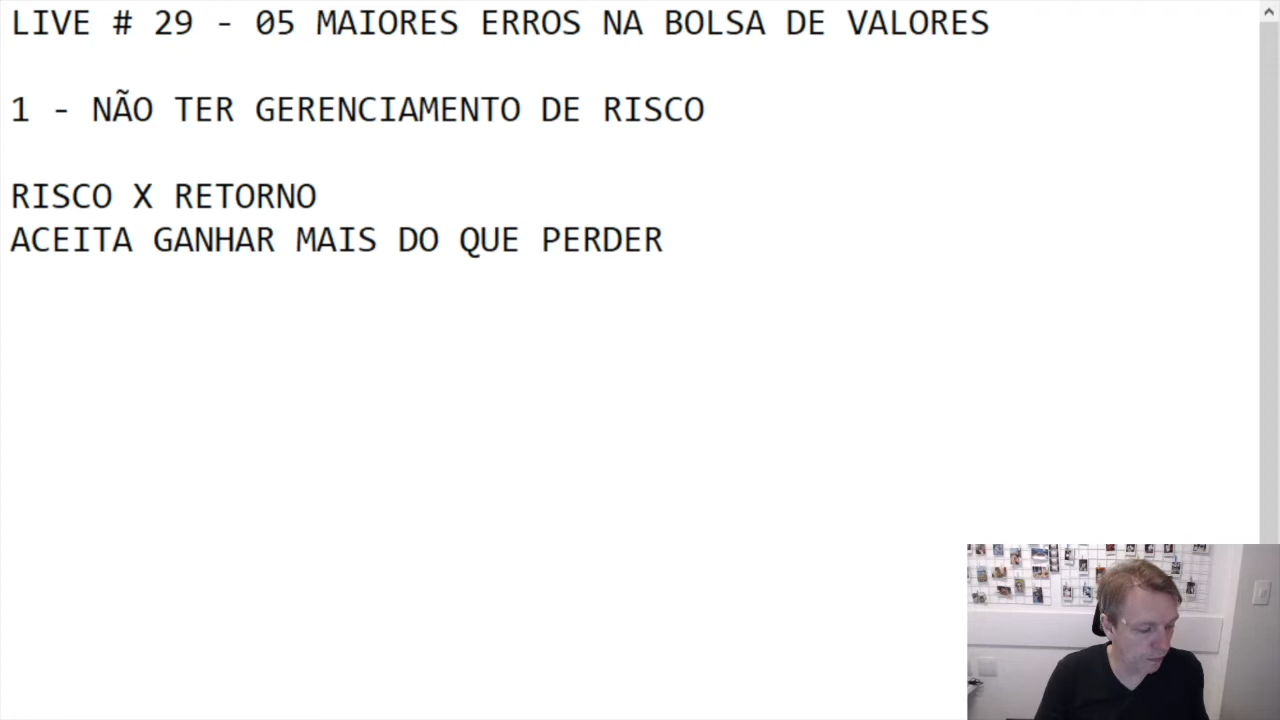 LIVE # 29 - 05 MAIORES ERROS NA BOLSA DE VALORES
1 - NÃO TER GERENCIAMENTO DE RISCO
RISCO X RETORNO
ACEITA GANHAR MAIS DO QUE PERDER